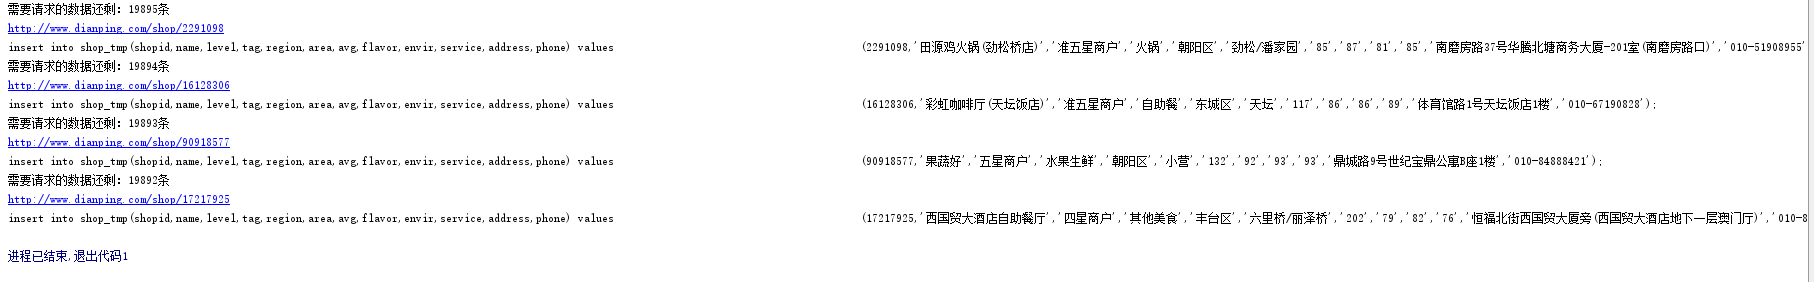 需要请求的数据还剩: 19895条
http://www.dianping.com/shop/2291098
insert into shop_tmp(shopid,name,level,tag,region,area,avg,flavor,envir,service,address,phone) values (2291098,'田源鸡火锅(劲松桥店)','准五星商户','火锅','朝阳区','劲松/潘家园','85','87','81','85','南磨房路37号华腾北塘商务大厦-201室(南磨房路口)','010-51908955'
需要请求的数据还剩: 19894条
http://www.dianping.com/shop/16128306
insert into shop_tmp(shopid,name,level,tag,region,area,avg,flavor,envir,service,address,phone) values (16128306,'彩虹咖啡厅(天坛饭店)','准五星商户','自助餐','东城区','天坛','117','86','86','89','体育馆路1号天坛饭店1楼','010-67190828');
需要请求的数据还剩: 19893条
http://www.dianping.com/shop/90918577
insert into shop_tmp(shopid,name,level,tag,region,area,avg,flavor,envir,service,address,phone) values (90918577,'果蔬好','五星商户','水果生鲜','朝阳区','小营','132','92','93','93','鼎城路9号世纪宝鼎公寓B座1楼','010-84888421');
需要请求的数据还剩: 19892条
http://www.dianping.com/shop/17217925
insert into shop_tmp(shopid,name,level,tag,region,area,avg,flavor,envir,service,address,phone) values (17217925,'西国贸大酒店自助餐厅','四星商户','其他美食','丰台区','六里桥/丽泽桥','202','79','82','76','恒福北街西国贸大厦旁(西国贸大酒店地下一层澳门厅)','010-8
进程已结束,退出代码1